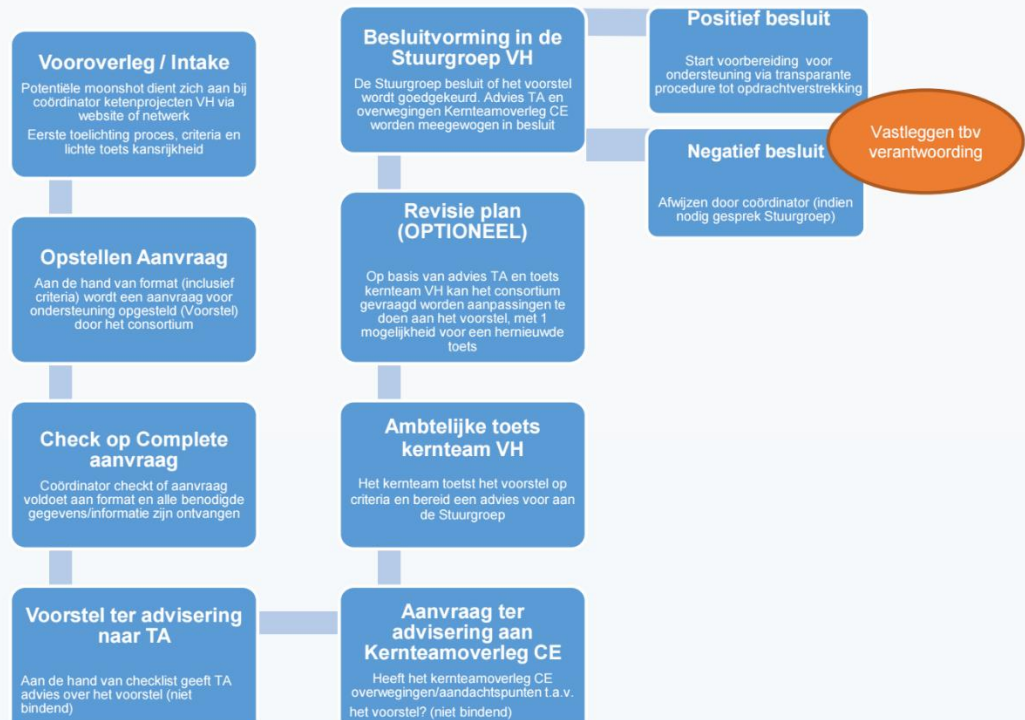 Vooroverleg / Intake
Potentiële moonshot dient zich aan bij
coördinator ketenprojecten VH via
website of netwerk
Eerste toelichting proces, criteria en
lichte toets kansrijkheid
Opstellen Aanvraag
Aan de hand van format (inclusief
criteria) wordt een aanvraag voor
ondersteuning opgesteld (Voorstel)
door het consortium
Check op Complete
aanvraag
Coördinator checkt of aanvraag
voldoet aan format en alle benodigde
gegevens/informatie zijn ontvangen
Voorstel ter advisering
naar TA
Aan de hand van checklist geeft TA
advies over het voorstel (niet
bindend)
Aanvraag ter
advisering aan
Kernteamoverleg CE
Heeft het kernteamoverleg CE
overwegingen/aandachtspunten t.a.v.
het voorstel? (niet bindend)
Ambtelijke toets
kernteam VH
Het kernteam toetst het voorstel op
criteria en bereid een advies voor aan
de Stuurgroep
Revisie plan
(OPTIONEEL)
Op basis van advies TA en toets
kernteam VH kan het consortium
gevraagd worden aanpassingen te
doen aan het voorstel, met 1
mogelijkheid voor een hernieuwde
toets
Besluitvorming in de
Stuurgroep VH
De Stuurgroep besluit of het voorstel
wordt goedgekeurd. Advies TA en
overwegingen Kernteamoverleg CE
worden meegewogen in besluit
Positief besluit
Start voorbereiding voor
ondersteuning via transparante
procedure tot opdrachtverstrekking
Negatief besluit
Afwijzen door coördinator (indien
nodig gesprek Stuurgroep)
Vastleggen tbv
verantwoording